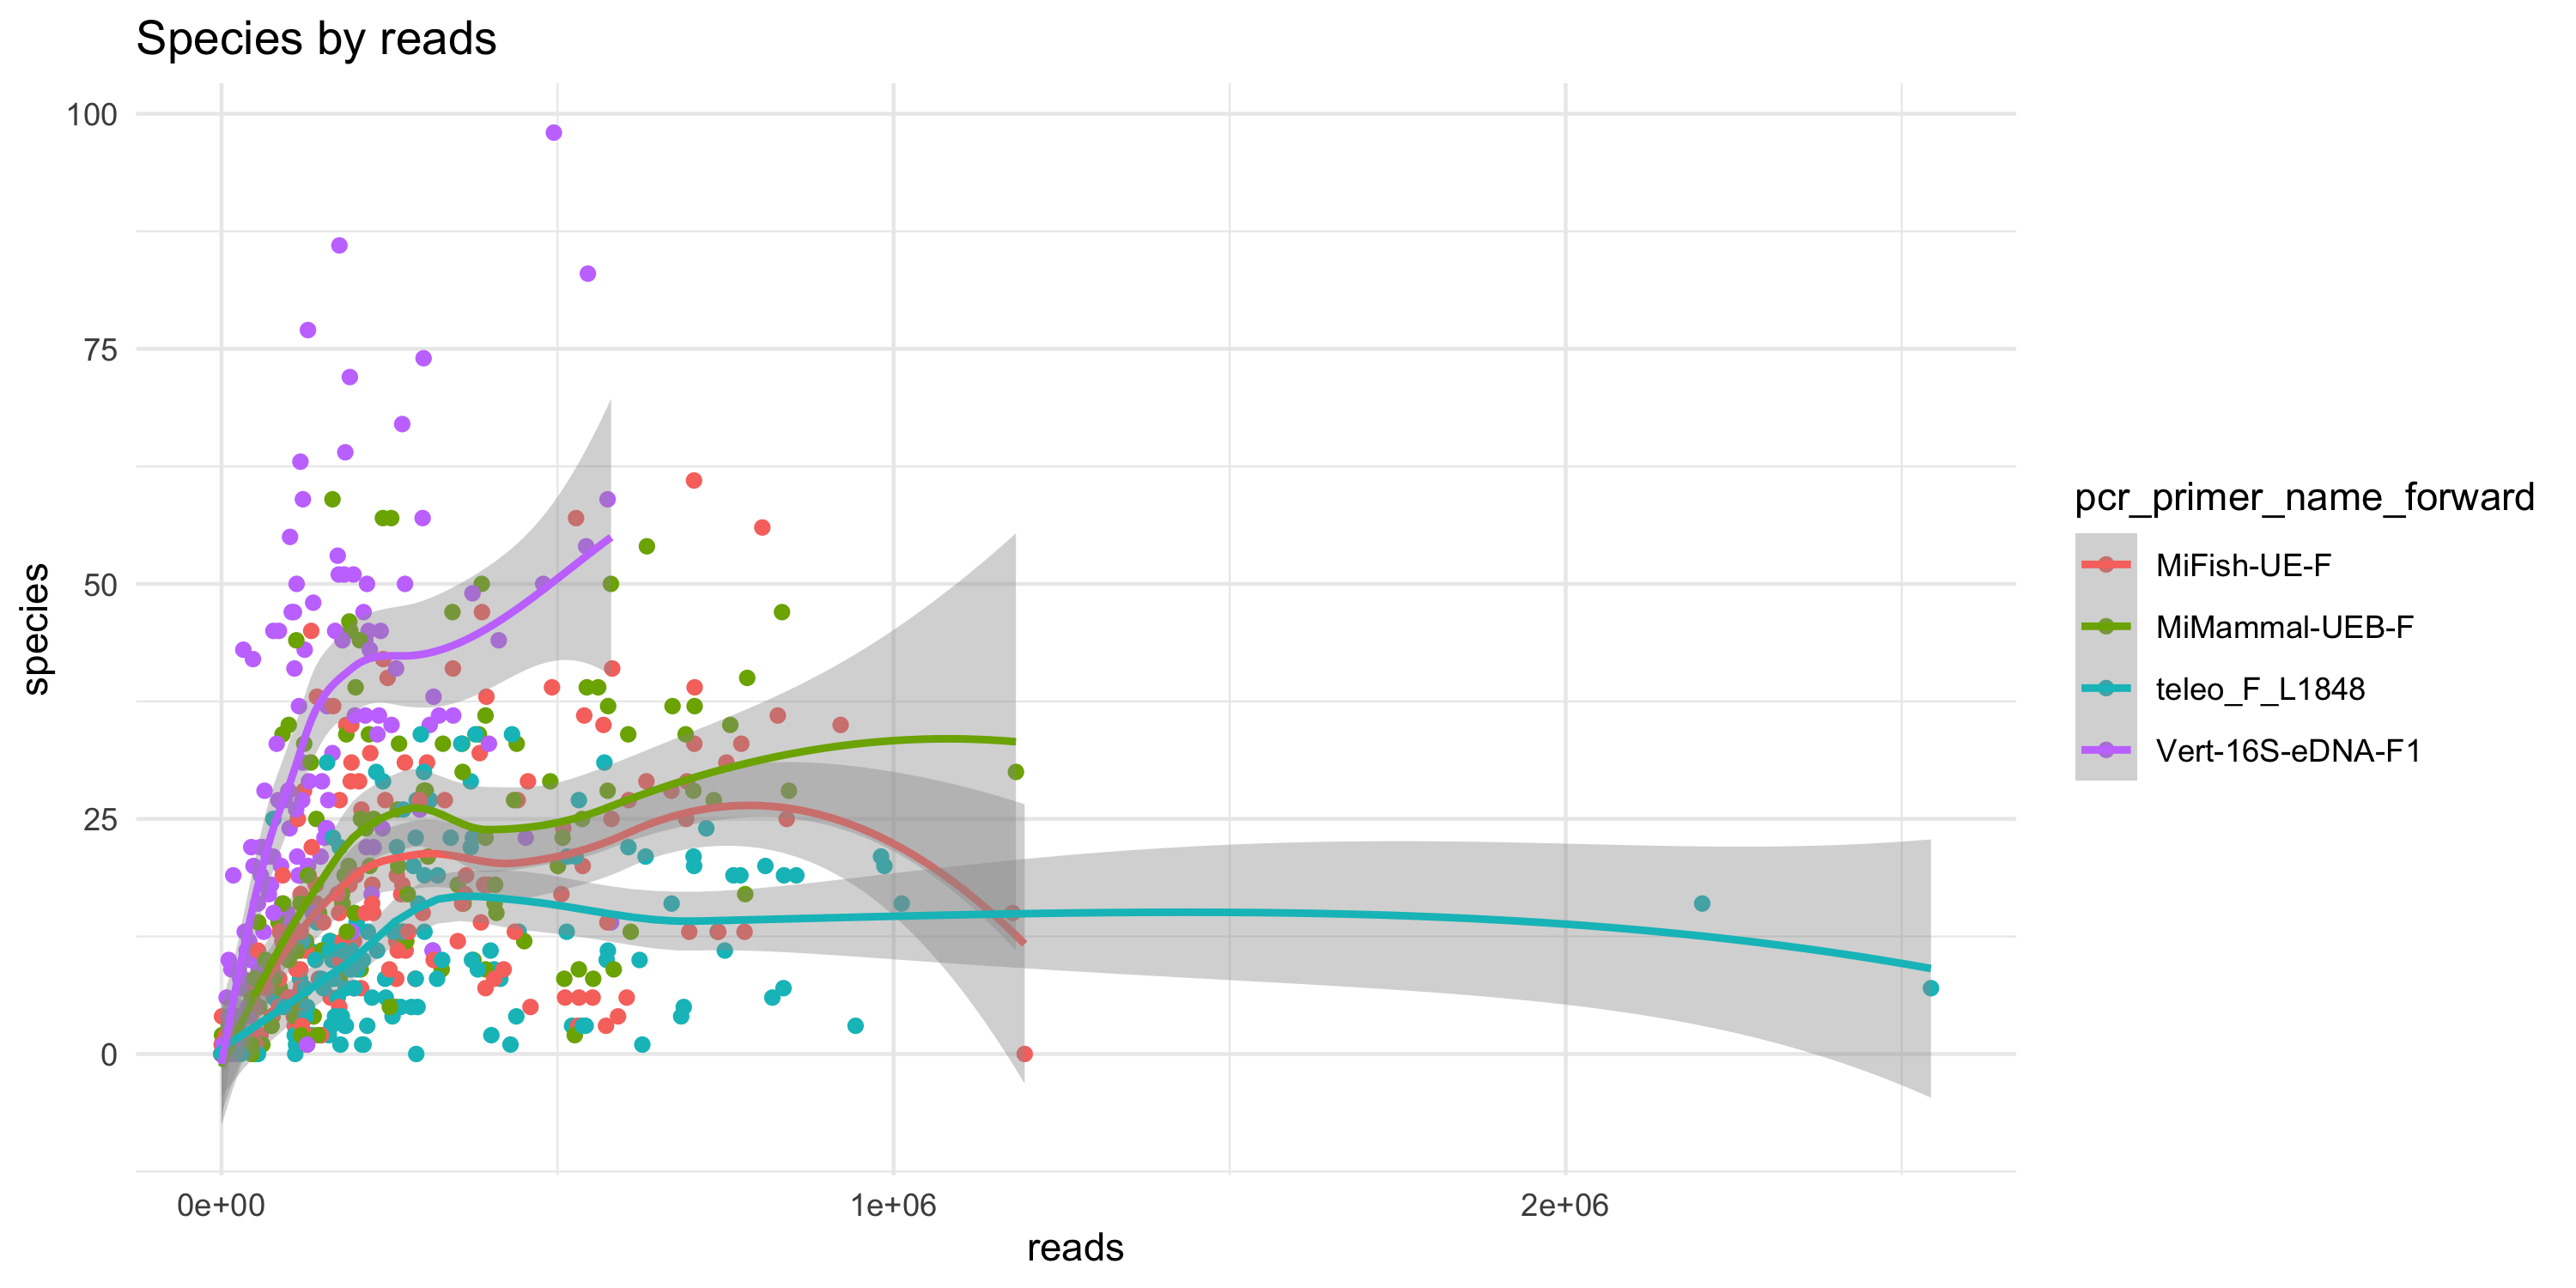 Species by reads
100
75
50
25
0
species
0e+00
1e+06
2e+06
reads
pcr_primer_name_forward
MiFish-UE-F
MiMammal-UEB-F
teleo_F_L1848
Vert-16S-eDNA-F1